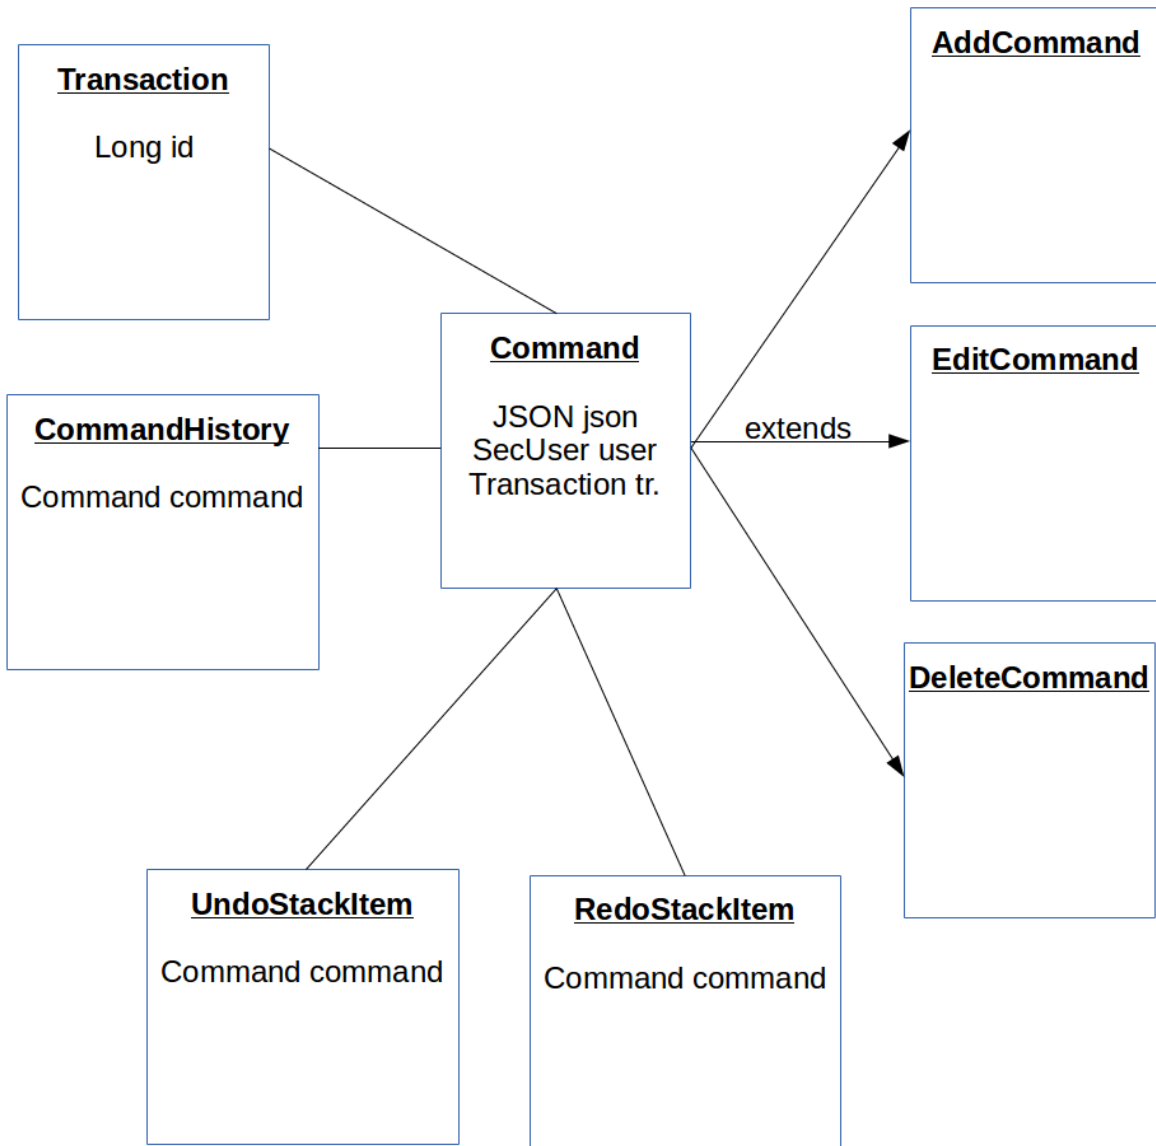 Transaction
Long id
AddCommand
Command
JSON json
SecUser user
Transaction tr.
extends
EditCommand
CommandHistory
Command command
DeleteCommand
UndoStackItem
Command command
RedoStackItem
Command command